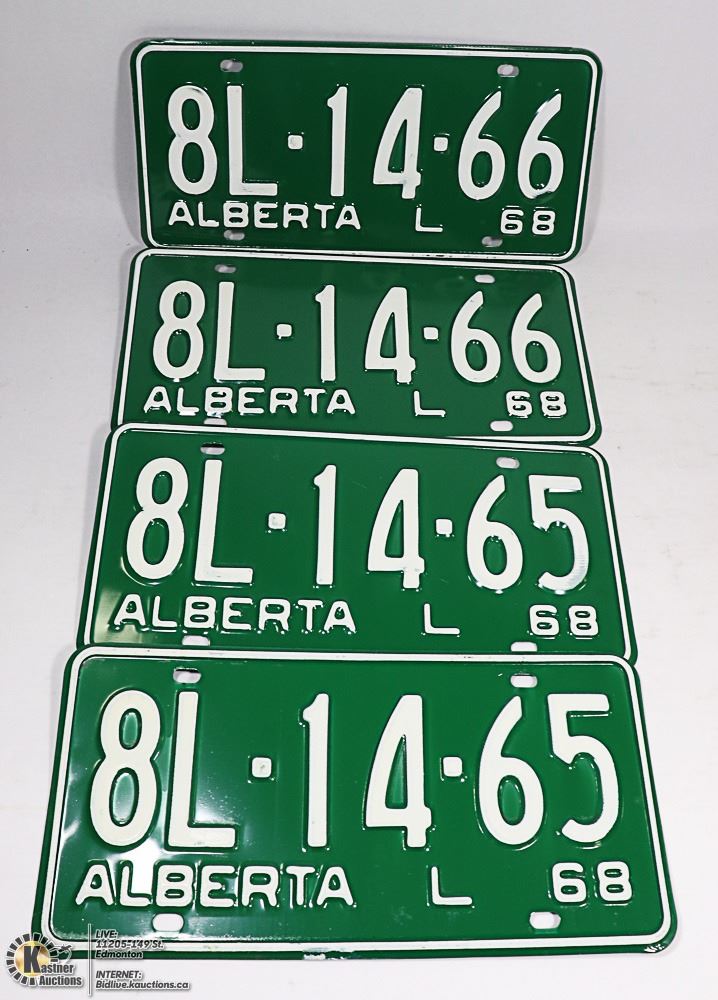 8L·14·66
ALBERTA L 68
8L·14·66
ALBERTA L 68
8L·14·65
ALBERTA L 68
8L·14·65
ALBERTA L 68
K
Kastner
Auctions
LIVE:
11205-149 St.
Edmonton
INTERNET:
Bidlive.kauctions.ca